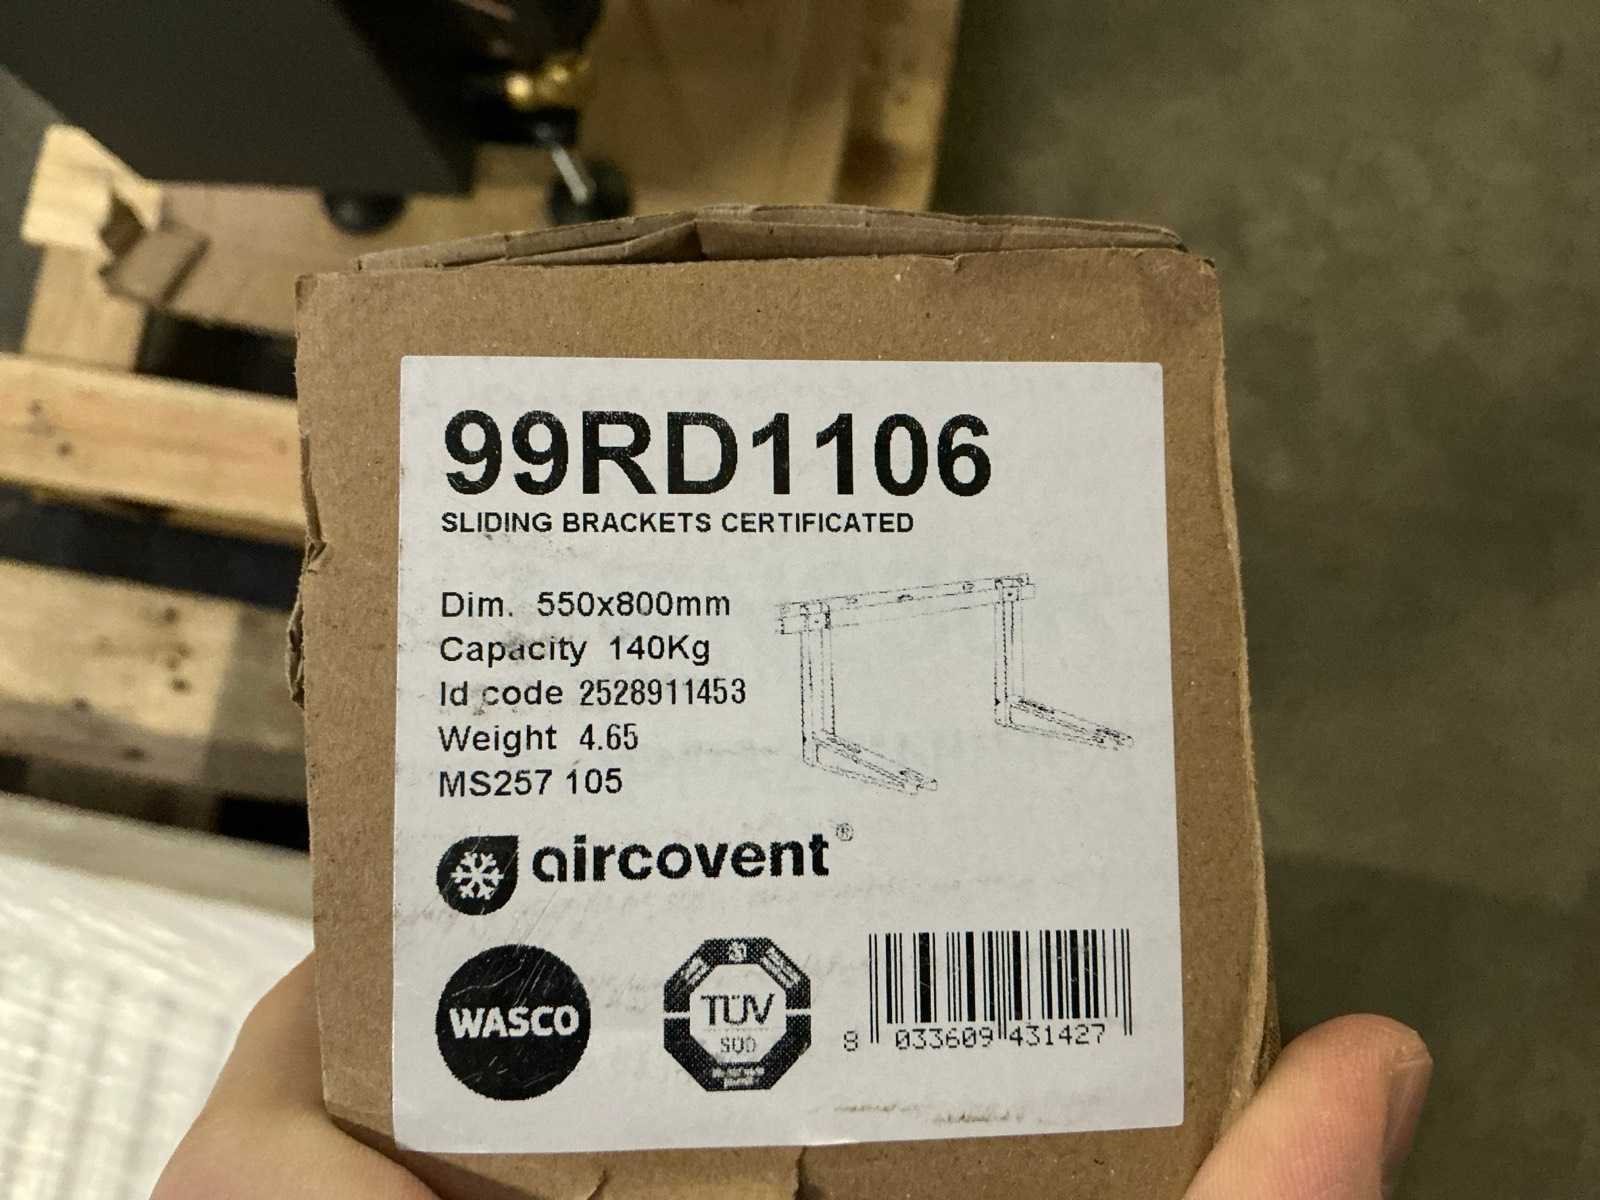 99RD1106
SLIDING BRACKETS CERTIFICATED
Dim. 550x800mm
Capacity 140Kg
Id code 2528911453
Weight 4.65
MS257 105
aircovent®
WASCO
TÜV
SÜD
8 033609 431427